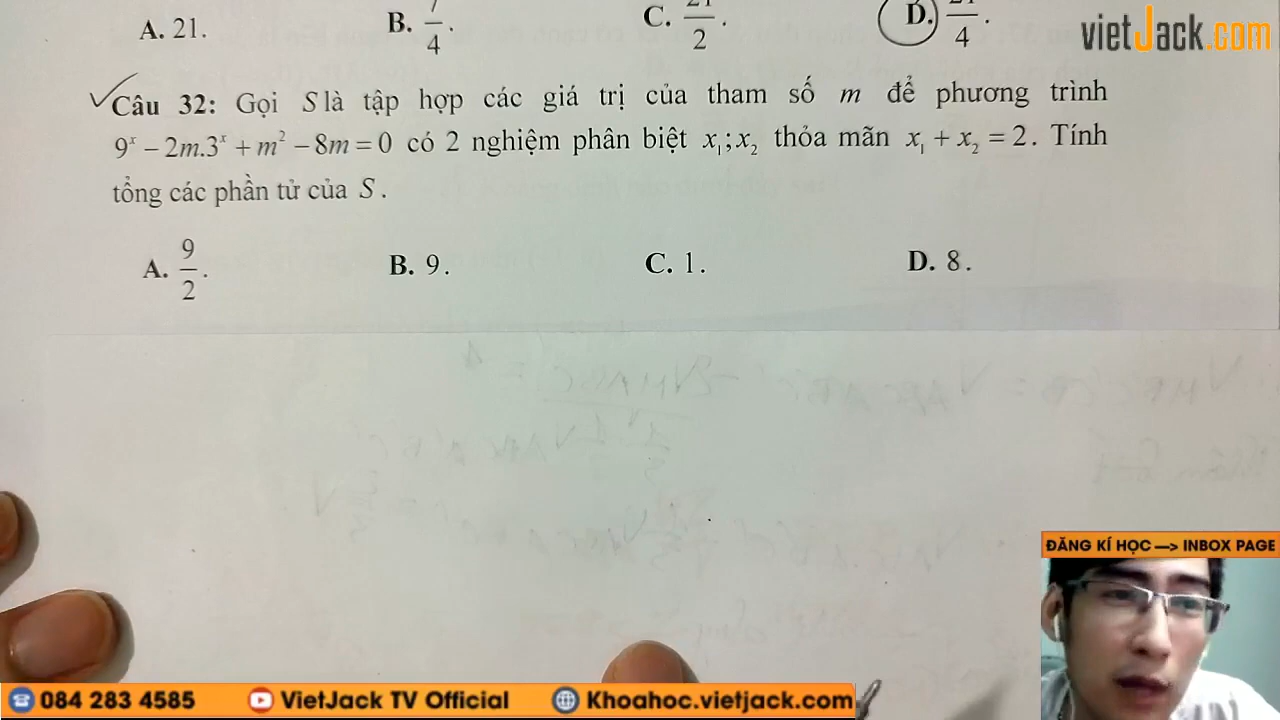 A. 21.
B. 7/4.
C. 21/2.
D. 21/4.
vietJack.com
Câu 32: Gọi S là tập hợp các giá trị của tham số m để phương trình
9ˣ − 2m.3ˣ + m² − 8m = 0 có 2 nghiệm phân biệt x₁; x₂ thỏa mãn x₁ + x₂ = 2. Tính
tổng các phần tử của S.
A. 9/2.
B. 9.
C. 1.
D. 8.
ĐĂNG KÍ HỌC —> INBOX PAGE
084 283 4585
VietJack TV Official
Khoahoc.vietjack.com